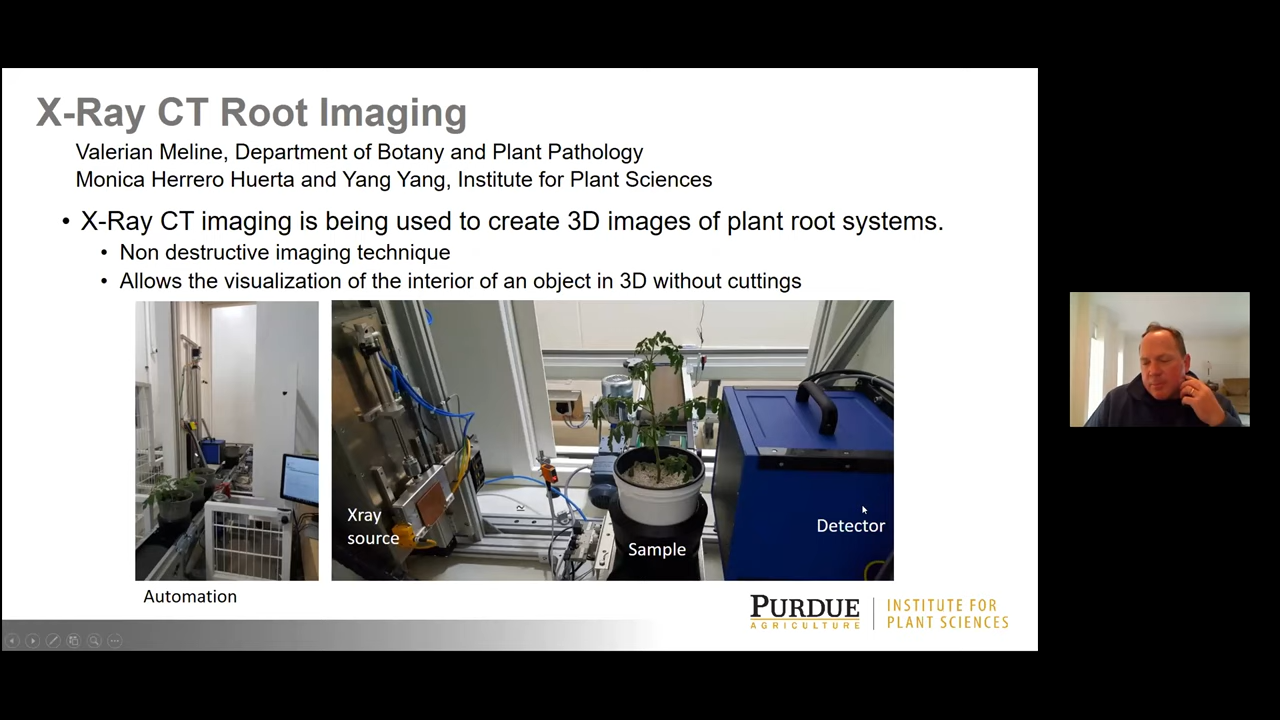 X-Ray CT Root Imaging
Valerian Meline, Department of Botany and Plant Pathology
Monica Herrero Huerta and Yang Yang, Institute for Plant Sciences
• X-Ray CT imaging is being used to create 3D images of plant root systems.
• Non destructive imaging technique
• Allows the visualization of the interior of an object in 3D without cuttings
Xray
source
Sample
Detector
Automation
PURDUE
AGRICULTURE
INSTITUTE FOR
PLANT SCIENCES